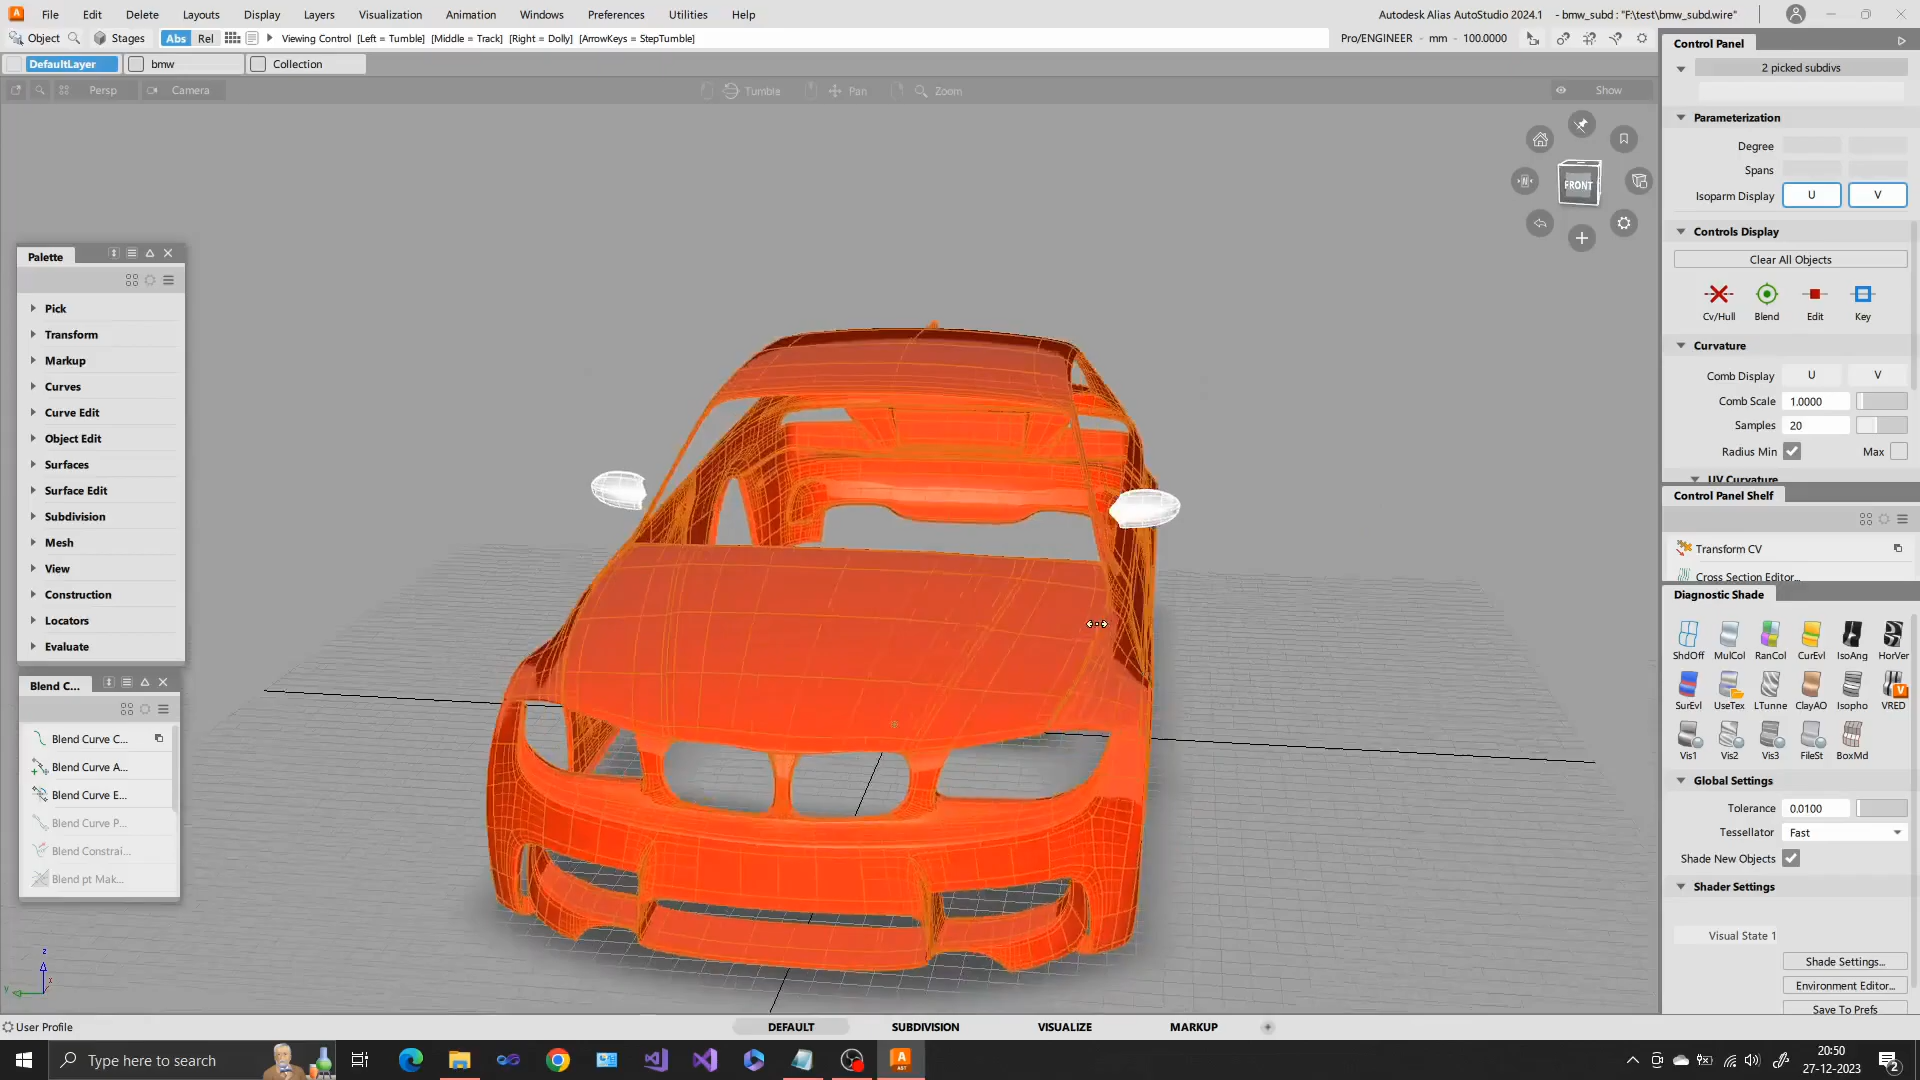 File Edit Delete Layouts Display Layers Visualization Animation Windows Preferences Utilities Help Autodesk Alias AutoStudio 2024.1 - bmw_subd : "F:\test\bmw_subd.wire"
Object Stages Abs Rel Viewing Control [Left = Tumble] [Middle = Track] [Right = Dolly] [ArrowKeys = StepTumble] Pro/ENGINEER - mm - 100.0000
DefaultLayer bmw Collection
Persp Camera Tumble Pan Zoom Show
FRONT
Palette
Pick
Transform
Markup
Curves
Curve Edit
Object Edit
Surfaces
Surface Edit
Subdivision
Mesh
View
Construction
Locators
Evaluate
Blend C...
Blend Curve C...
Blend Curve A...
Blend Curve E...
Blend Curve P...
Blend Constrai...
Blend pt Mak...
z
y
x
Control Panel
2 picked subdivs
Parameterization
Degree
Spans
Isoparm Display U V
Controls Display
Clear All Objects
Cv/Hull Blend Edit Key
Curvature
Comb Display U V
Comb Scale 1.0000
Samples 20
Radius Min Max
UV Curvature
Control Panel Shelf
Transform CV
Cross Section Editor...
Diagnostic Shade
ShdOff MulCol RanCol CurEvl IsoAng HorVer
SurEvl UseTex LTunne ClayAO Isopho VRED
Vis1 Vis2 Vis3 FileSt BoxMd
Global Settings
Tolerance 0.0100
Tessellator Fast
Shade New Objects
Shader Settings
Visual State 1
Shade Settings...
Environment Editor...
Save To Prefs
User Profile DEFAULT SUBDIVISION VISUALIZE MARKUP
Type here to search
20:50
27-12-2023
2